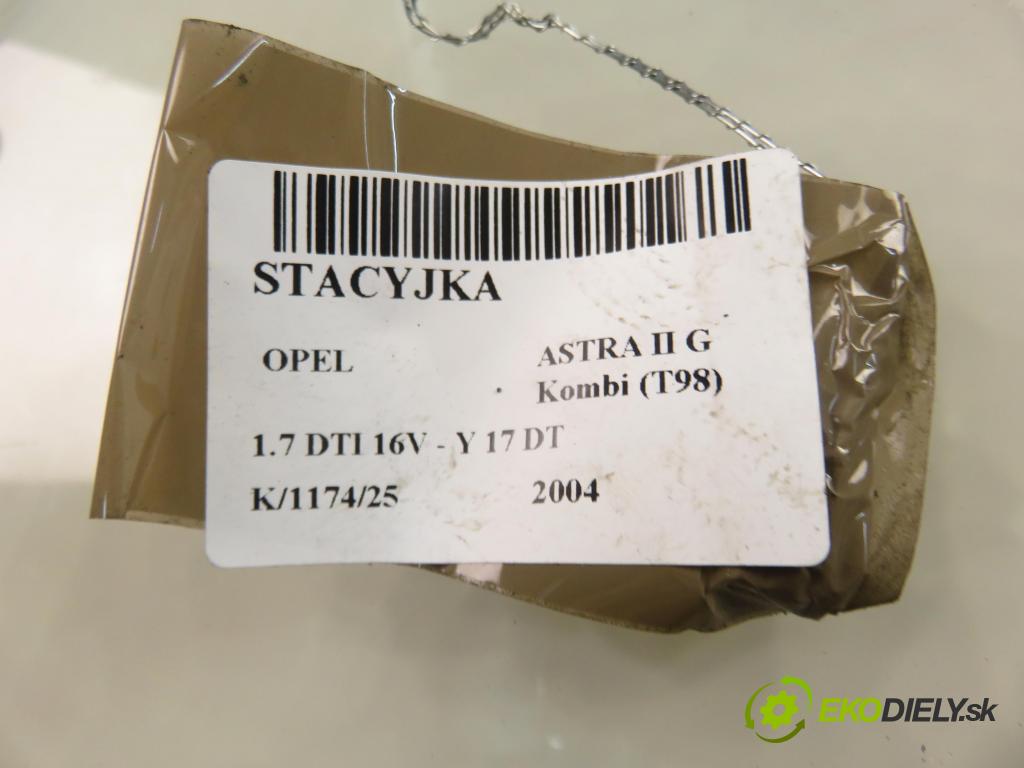 STACYJKA
OPEL
ASTRA II G
Kombi (T98)
1.7 DTI 16V - Y 17 DT
K/1174/25
2004
EKODIELY.sk